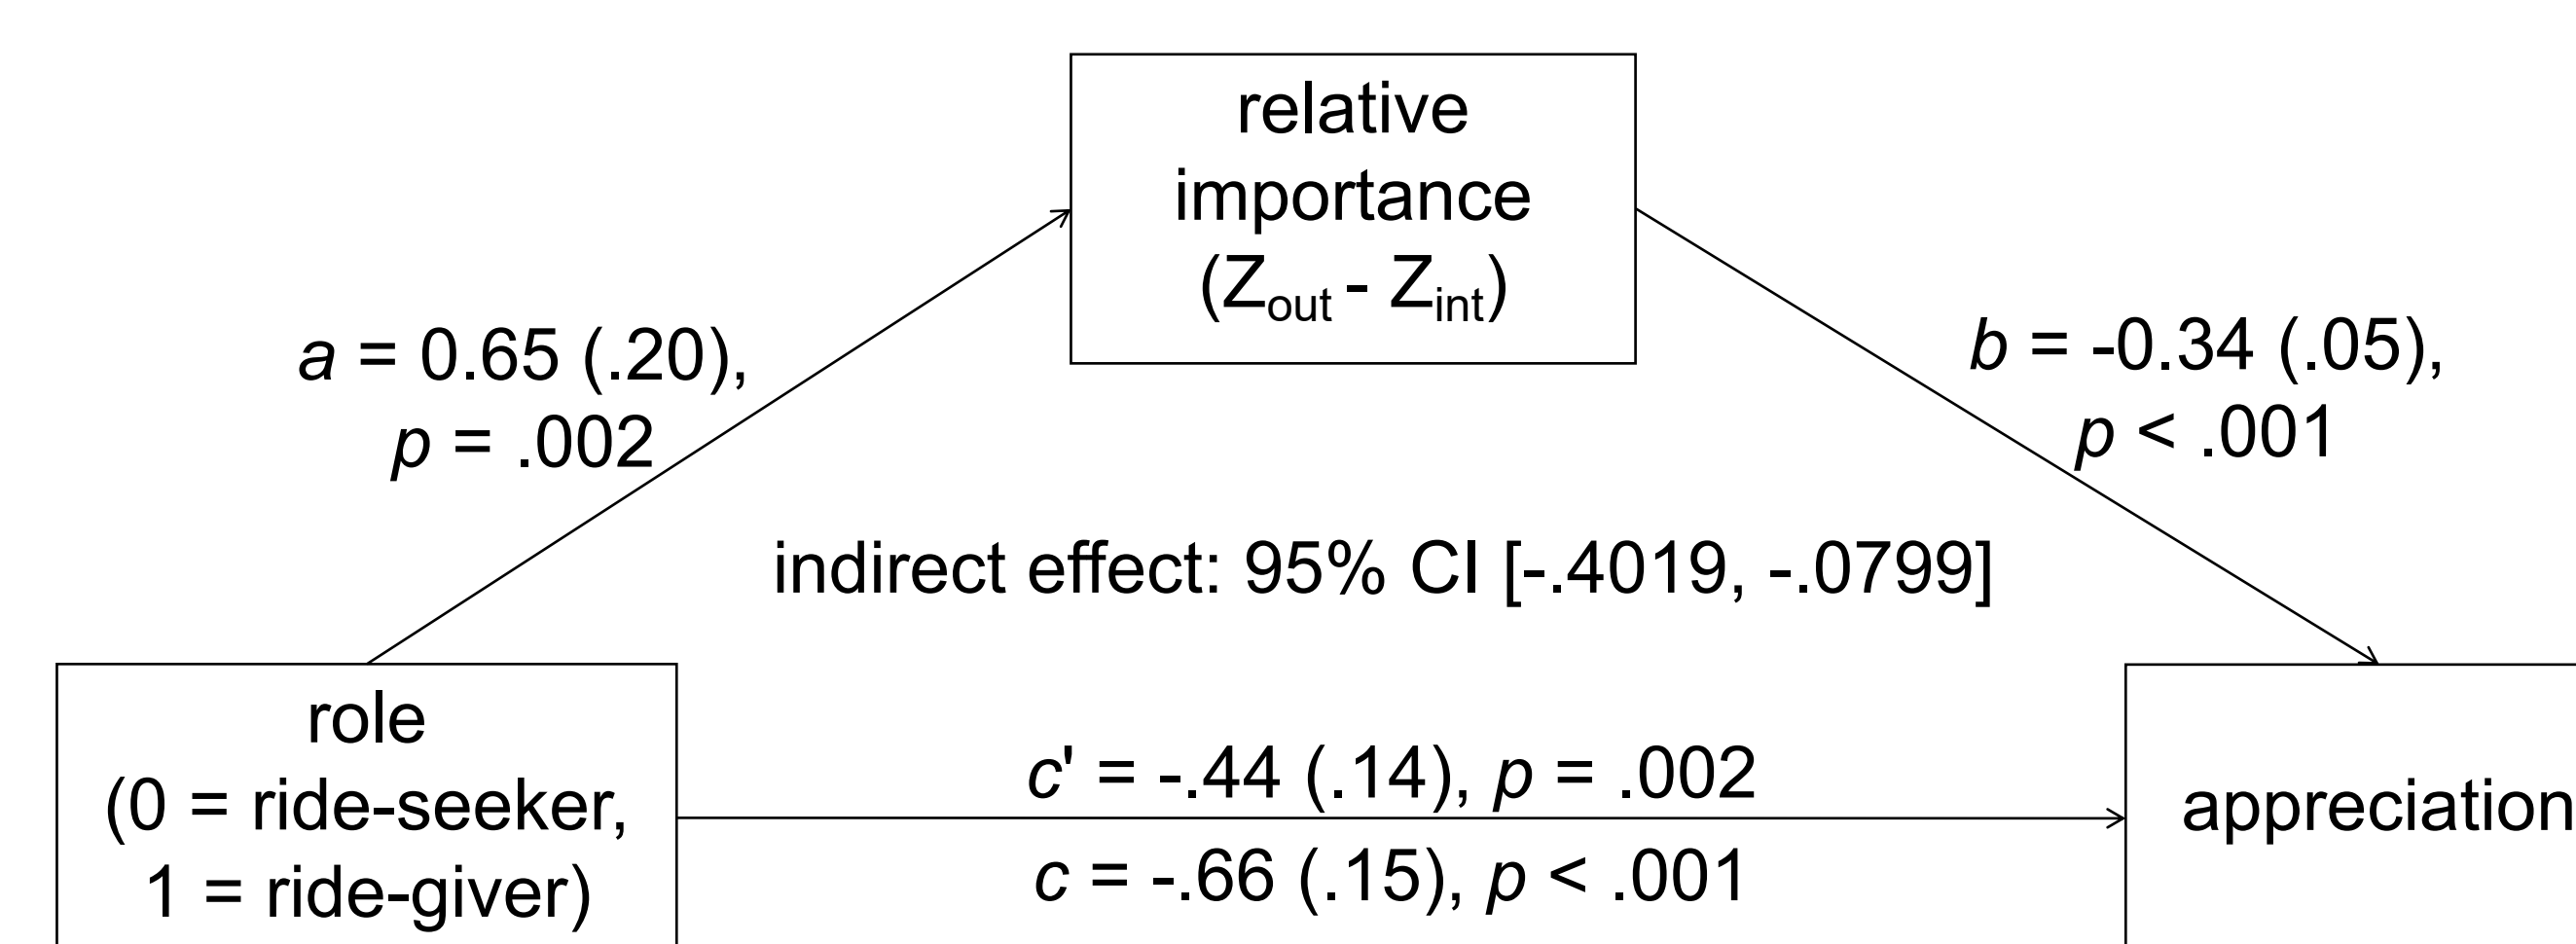 relative
importance
(Zout - Zint)
a = 0.65 (.20),
p = .002
b = -0.34 (.05),
p < .001
indirect effect: 95% CI [-.4019, -.0799]
role
(0 = ride-seeker,
1 = ride-giver)
c' = -.44 (.14), p = .002
c = -.66 (.15), p < .001
appreciation